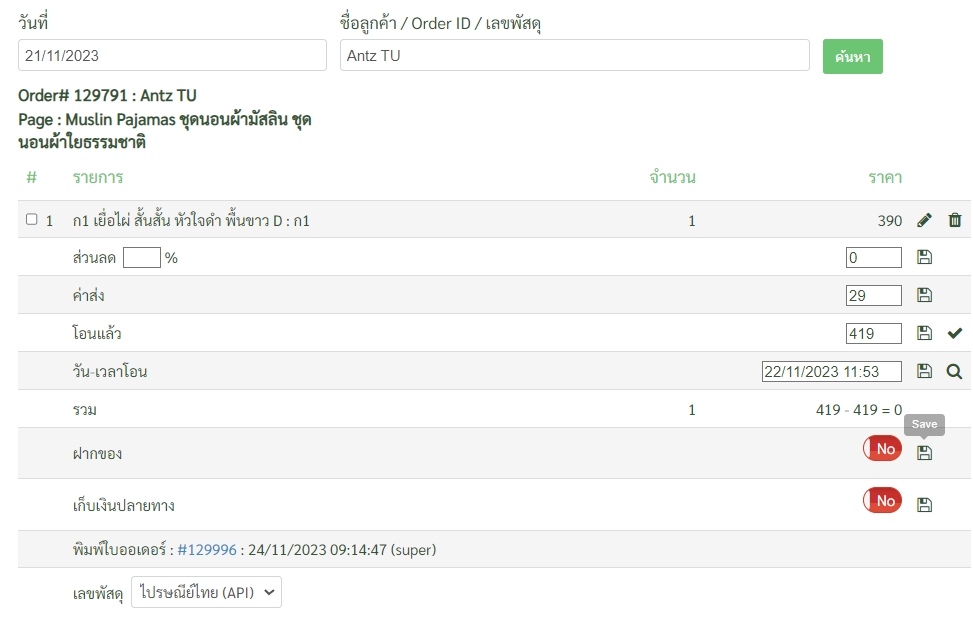 วันที่ ชื่อลูกค้า / Order ID / เลขพัสดุ
21/11/2023 Antz TU ค้นหา
Order# 129791 : Antz TU
Page : Muslin Pajamas ชุดนอนผ้ามัสลิน ชุด
นอนผ้าใยธรรมชาติ
# รายการ จำนวน ราคา
1 ก1 เยื่อไผ่ สั้นสั้น หัวใจดำ พื้นขาว D : ก1 1 390
ส่วนลด % 0
ค่าส่ง 29
โอนแล้ว 419
วัน-เวลาโอน 22/11/2023 11:53
รวม 1 419 - 419 = 0
Save
ฝากของ No
เก็บเงินปลายทาง No
พิมพ์ใบออเดอร์ : #129996 : 24/11/2023 09:14:47 (super)
เลขพัสดุ ไปรษณีย์ไทย (API)